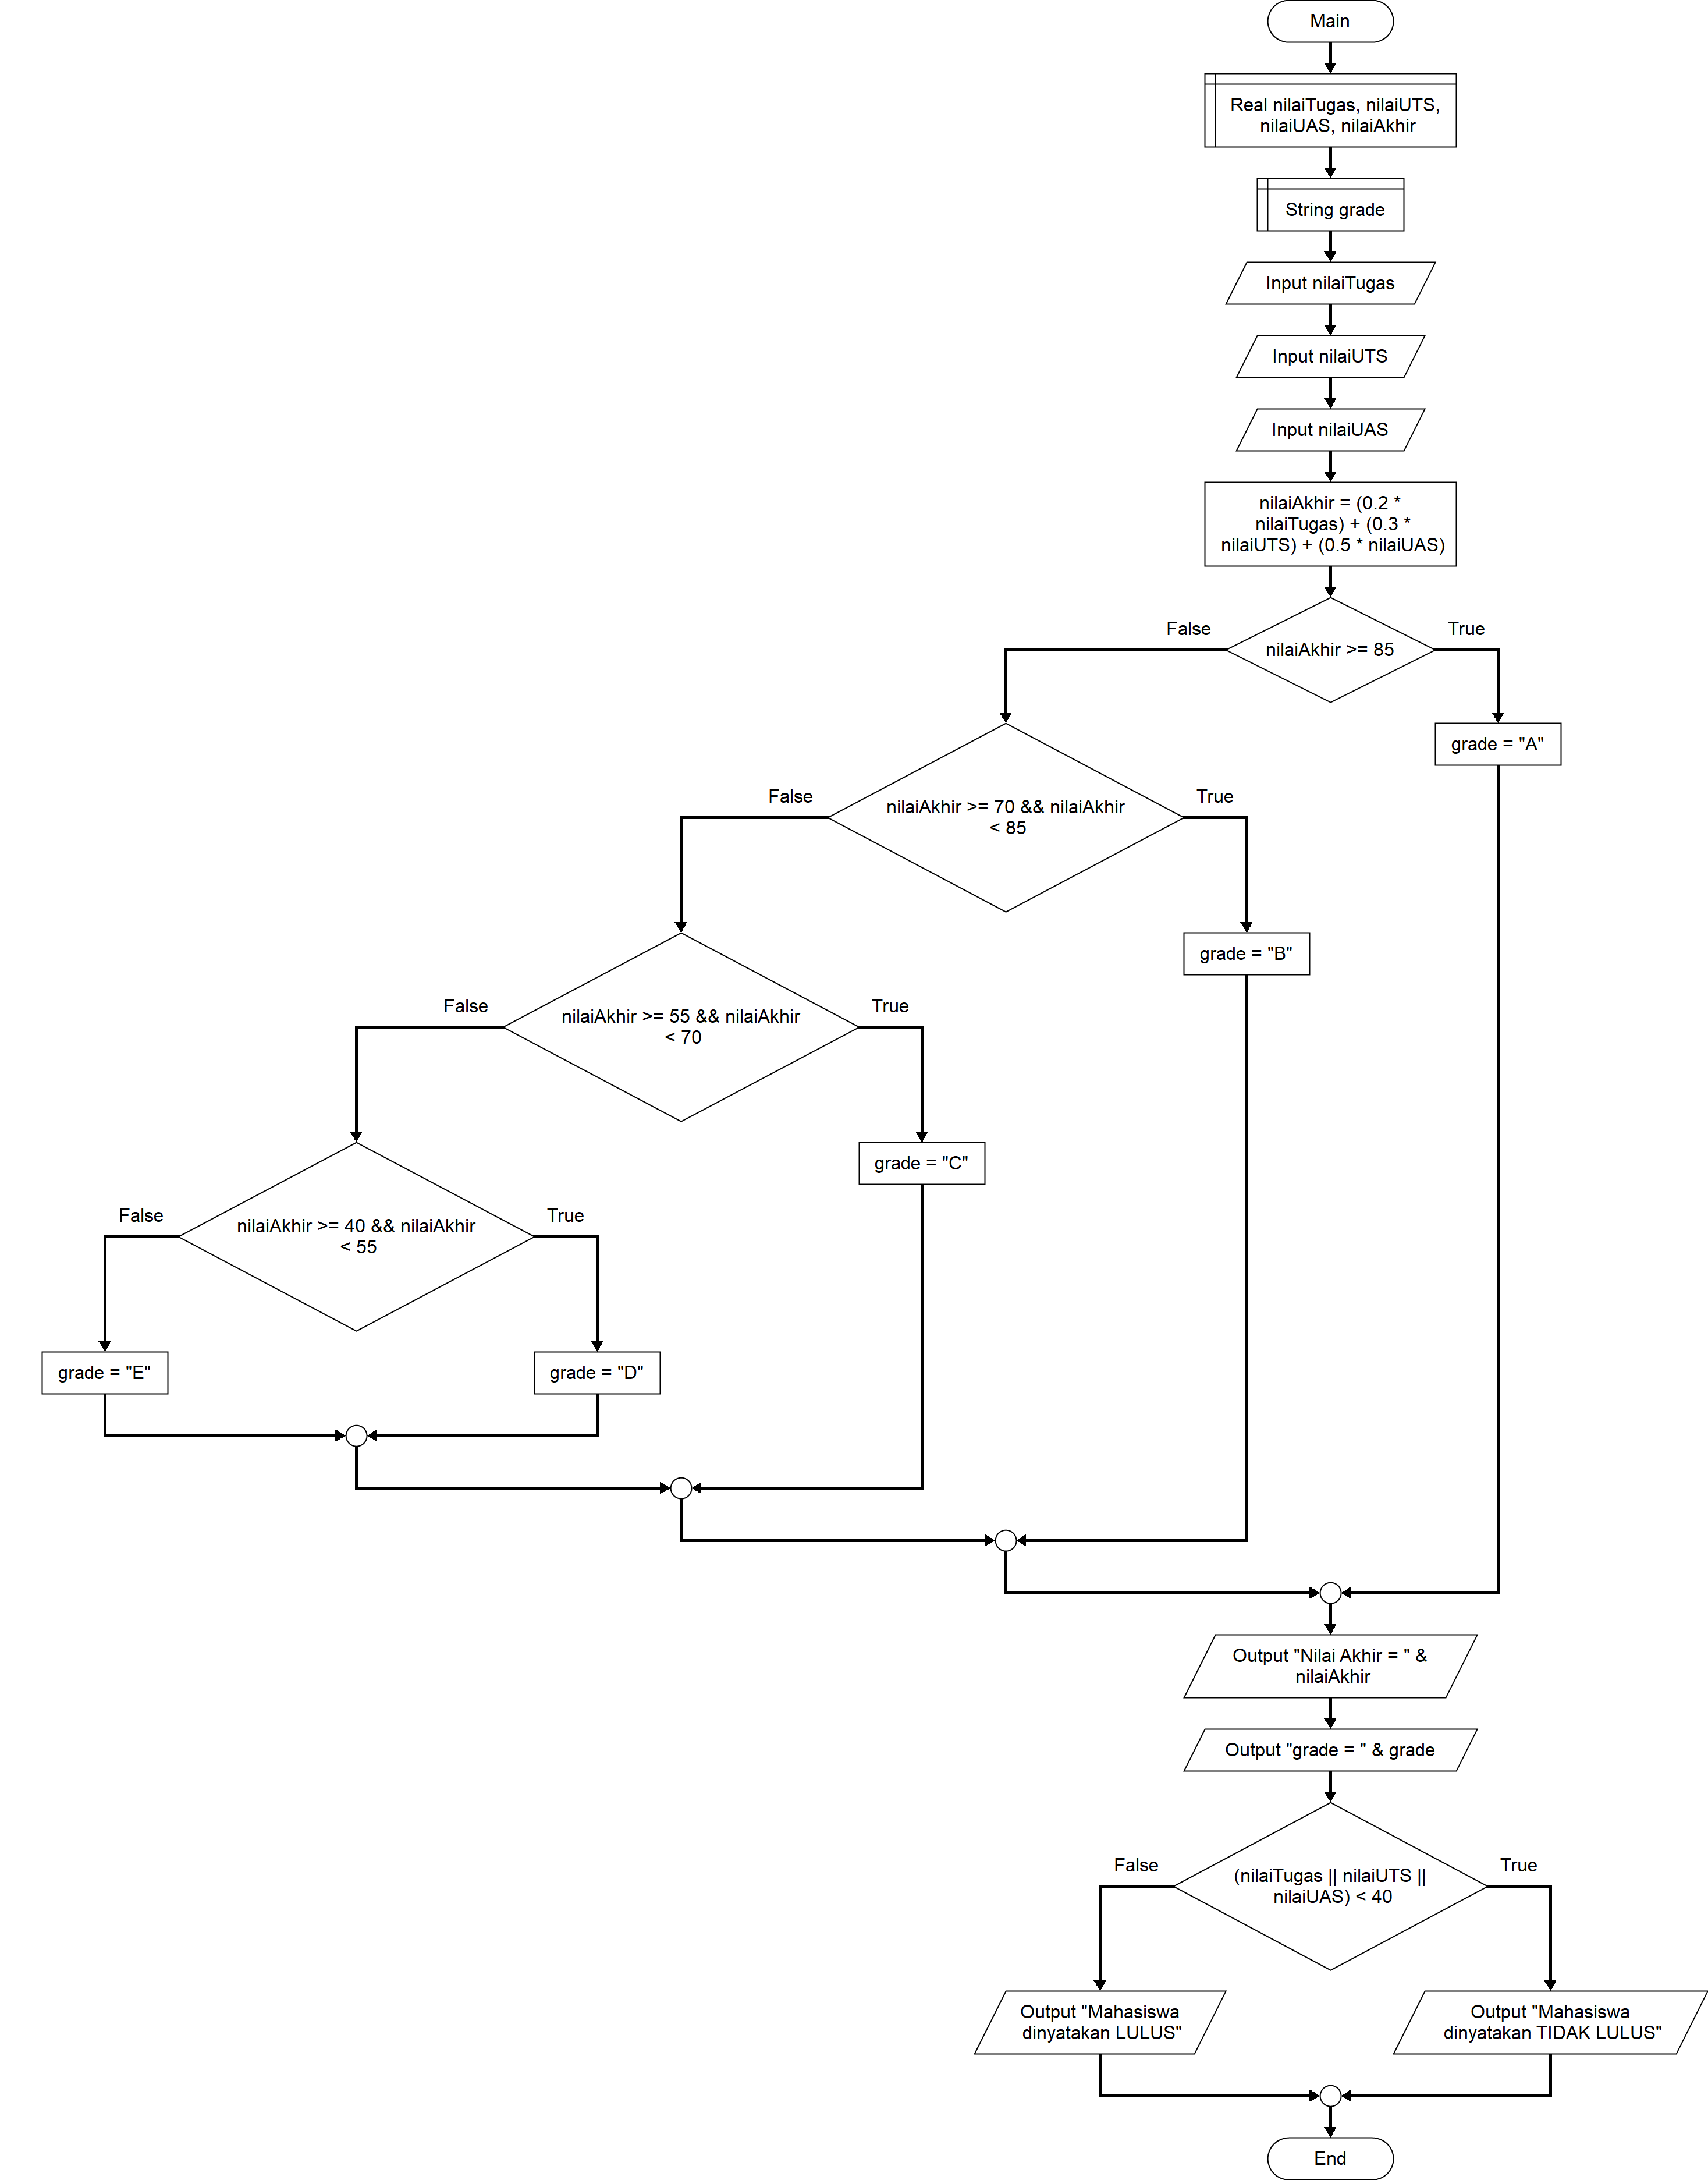 Main
Real nilaiTugas, nilaiUTS,
nilaiUAS, nilaiAkhir
String grade
Input nilaiTugas
Input nilaiUTS
Input nilaiUAS
nilaiAkhir = (0.2 *
nilaiTugas) + (0.3 *
nilaiUTS) + (0.5 * nilaiUAS)
False
True
nilaiAkhir >= 85
grade = "A"
False
True
nilaiAkhir >= 70 && nilaiAkhir
< 85
grade = "B"
False
True
nilaiAkhir >= 55 && nilaiAkhir
< 70
grade = "C"
False
True
nilaiAkhir >= 40 && nilaiAkhir
< 55
grade = "E"
grade = "D"
Output "Nilai Akhir = " &
nilaiAkhir
Output "grade = " & grade
False
True
(nilaiTugas || nilaiUTS ||
nilaiUAS) < 40
Output "Mahasiswa
dinyatakan LULUS"
Output "Mahasiswa
dinyatakan TIDAK LULUS"
End